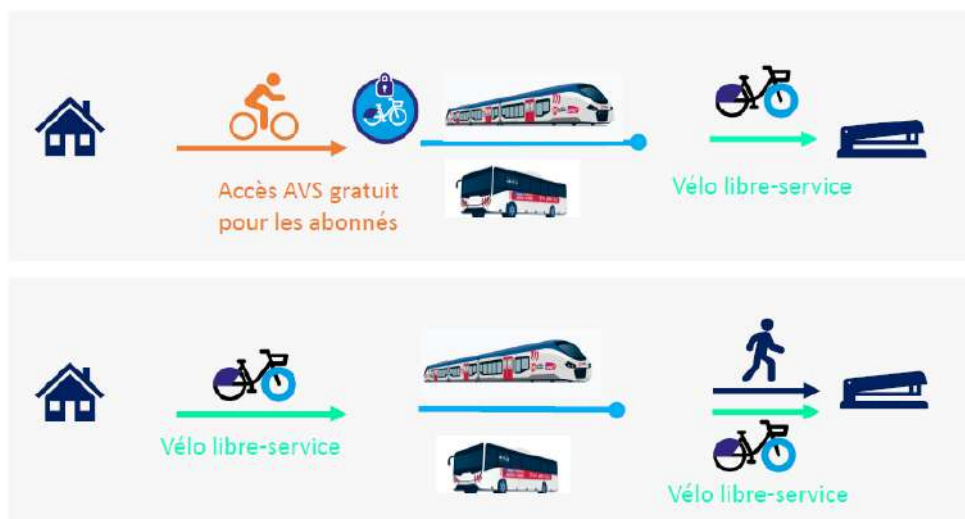 Accès AVS gratuit
pour les abonnés
Vélo libre-service
Vélo libre-service
Vélo libre-service